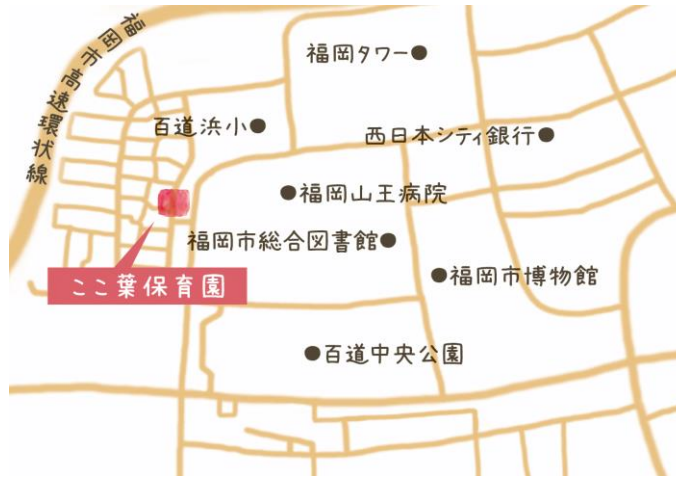 福岡市高速環状線
福岡タワー●
百道浜小●
西日本シティ銀行●
●福岡山王病院
福岡市総合図書館●
●福岡市博物館
ここ葉保育園
●百道中央公園